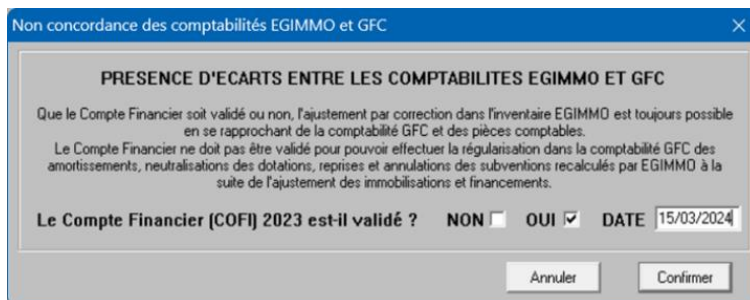 Non concordance des comptabilités EGIMMO et GFC
PRESENCE D'ECARTS ENTRE LES COMPTABILITES EGIMMO ET GFC
Que le Compte Financier soit validé ou non, l'ajustement par correction dans l'inventaire EGIMMO est toujours possible
en se rapprochant de la comptabilité GFC et des pièces comptables.
Le Compte Financier ne doit pas être validé pour pouvoir effectuer la régularisation dans la comptabilité GFC des
amortissements, neutralisations des dotations, reprises et annulations des subventions recalculés par EGIMMO à la
suite de l'ajustement des immobilisations et financements.
Le Compte Financier (COFI) 2023 est-il validé ? NON OUI DATE 15/03/2024
Annuler Confirmer